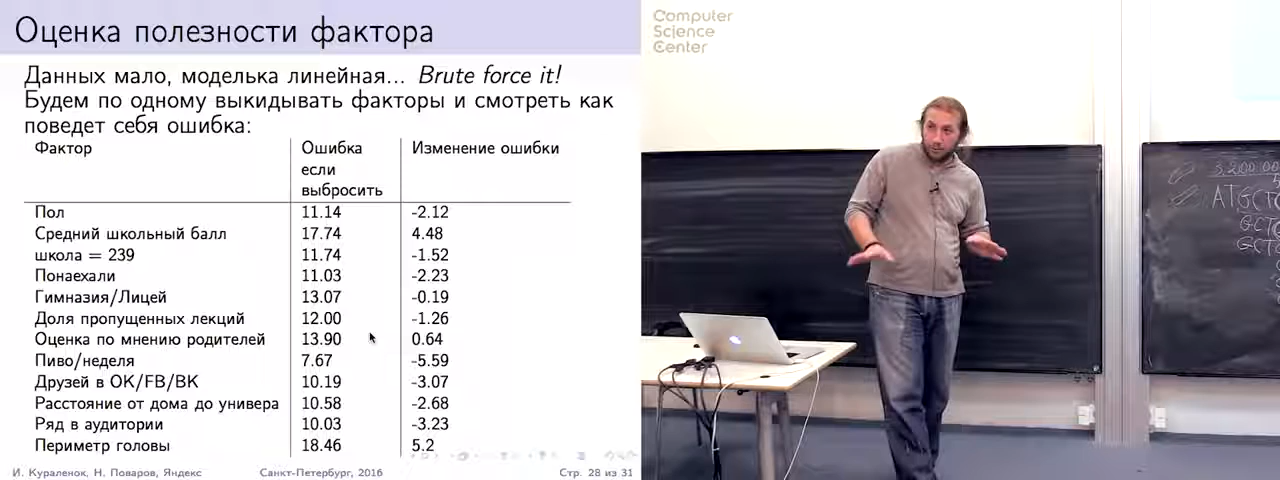 Оценка полезности фактора
Данных мало, моделька линейная... Brute force it!
Будем по одному выкидывать факторы и смотреть как
поведет себя ошибка:
Фактор Ошибка если выбросить Изменение ошибки
Пол 11.14 -2.12
Средний школьный балл 17.74 4.48
школа = 239 11.74 -1.52
Понаехали 11.03 -2.23
Гимназия/Лицей 13.07 -0.19
Доля пропущенных лекций 12.00 -1.26
Оценка по мнению родителей 13.90 0.64
Пиво/неделя 7.67 -5.59
Друзей в ОК/FB/ВК 10.19 -3.07
Расстояние от дома до универа 10.58 -2.68
Ряд в аудитории 10.03 -3.23
Периметр головы 18.46 5.2
И. Кураленок, Н. Поваров, Яндекс Санкт-Петербург, 2016 Стр. 28 из 31
Computer
Science
Center